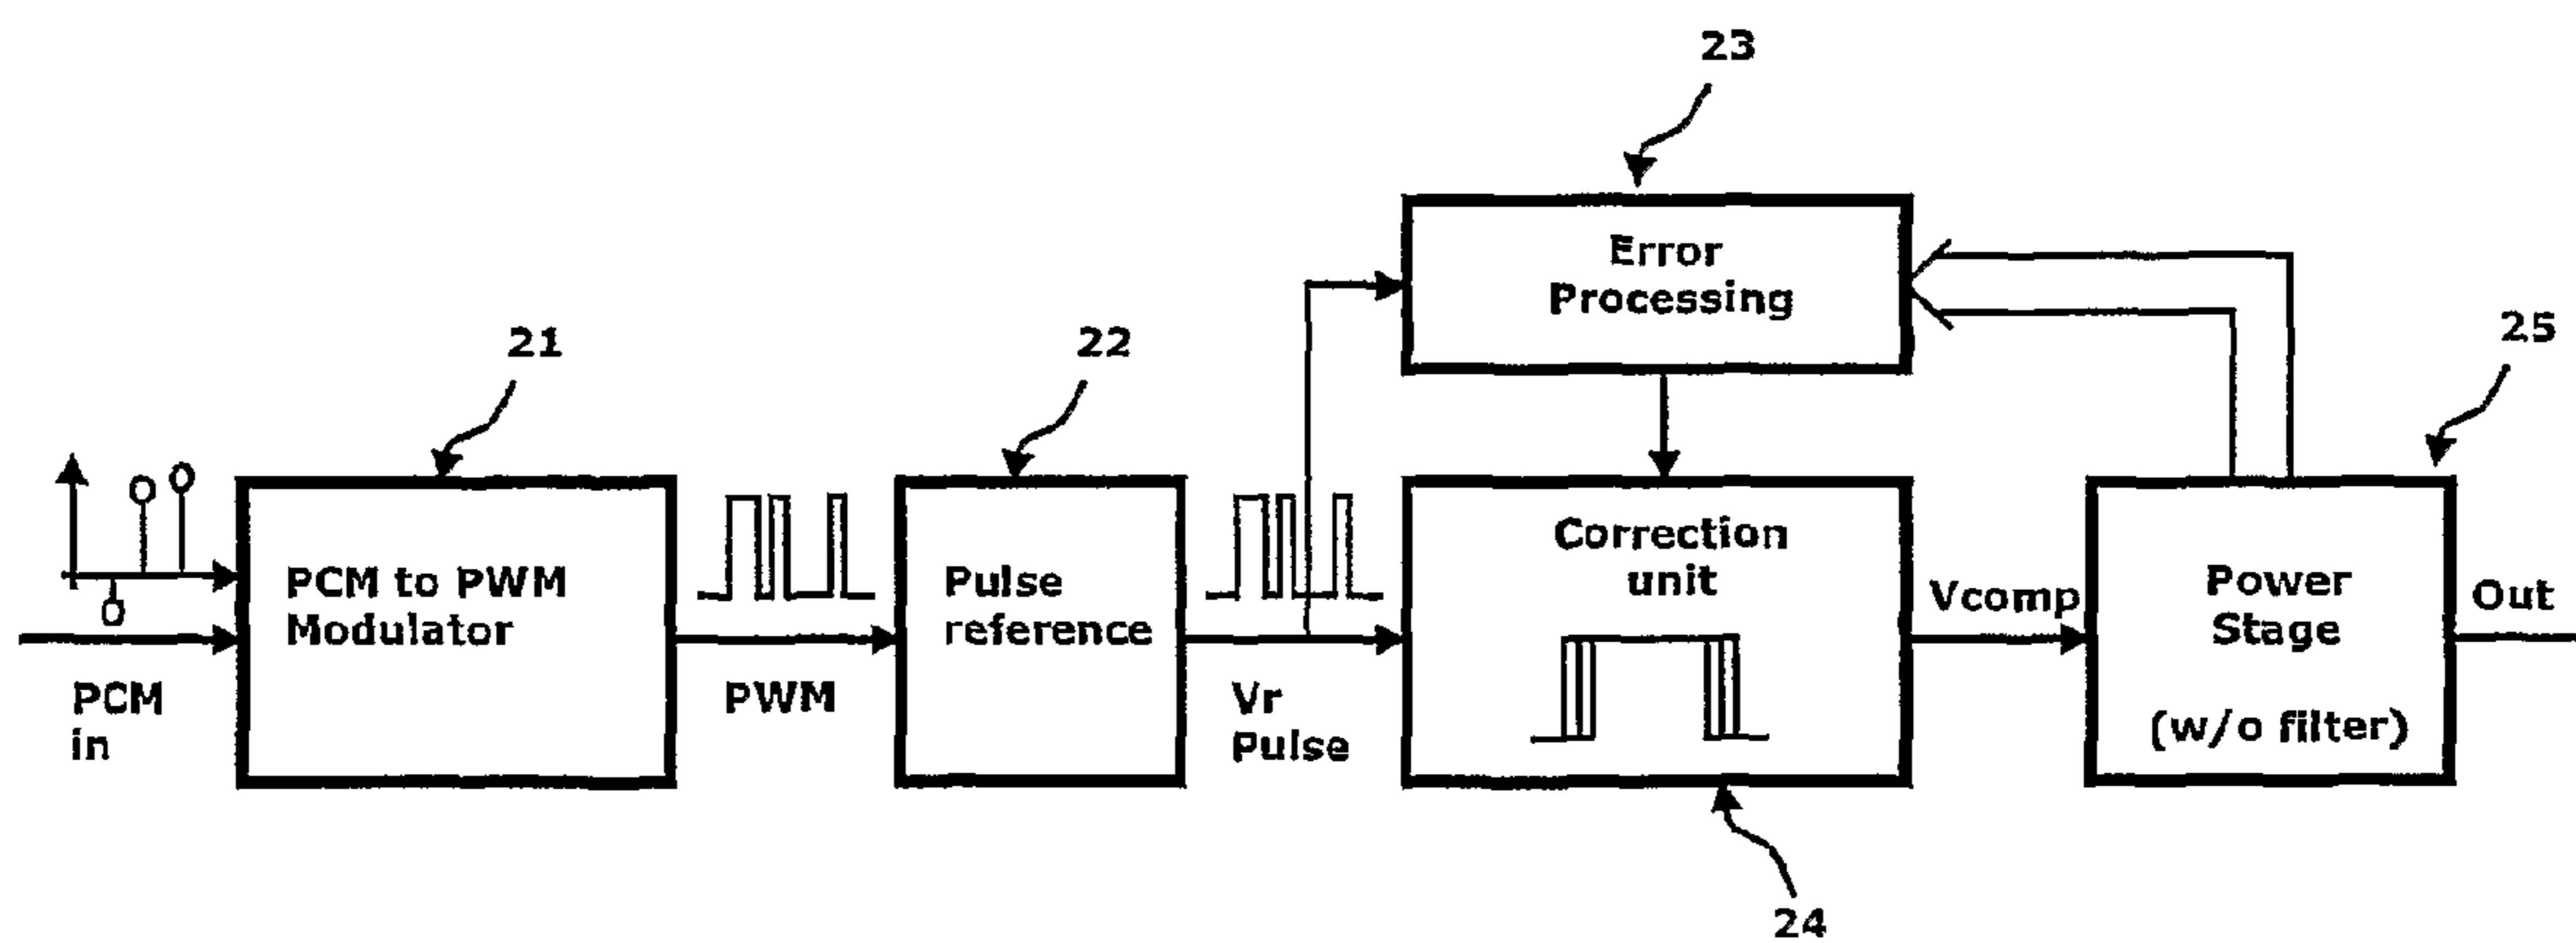 23
Error
Processing
21
22
25
PCM to PWM
Modulator
PCM
in
PWM
Pulse
reference
Vr
Pulse
Correction
unit
Vcomp
Power
Stage
(w/o filter)
Out
24